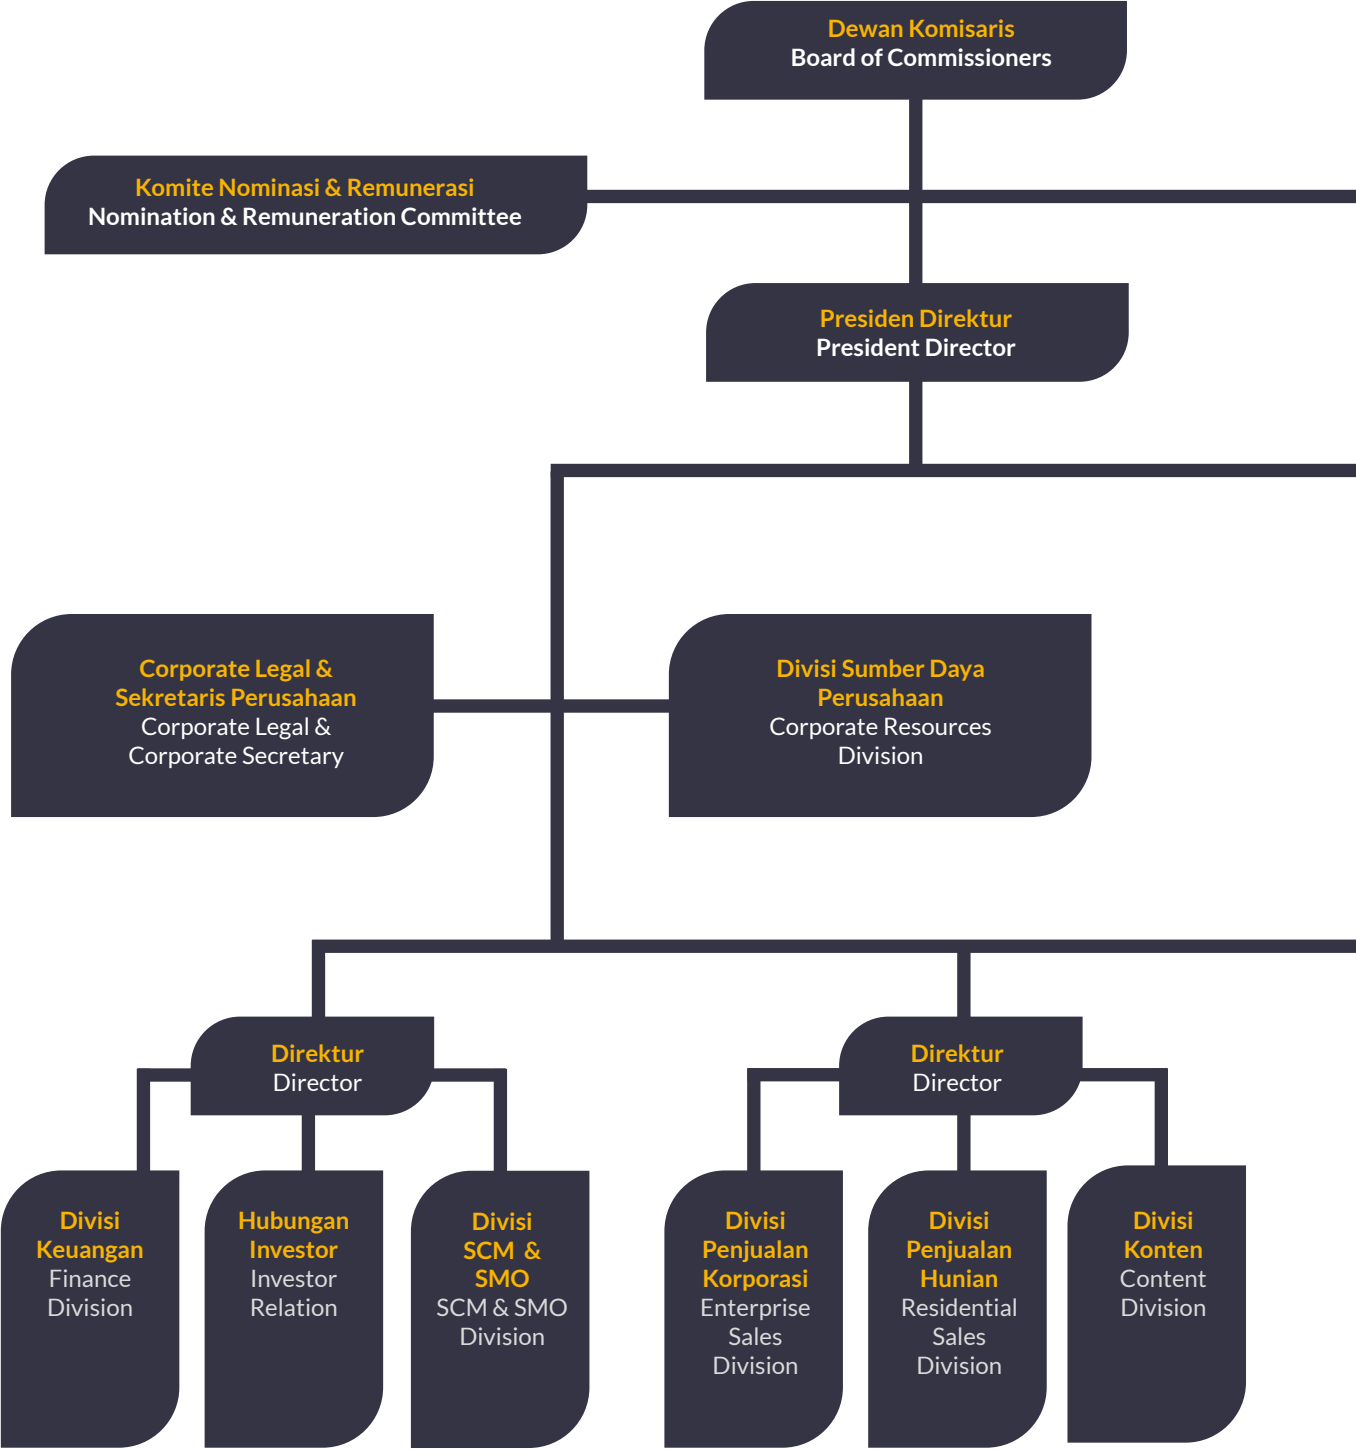 Dewan Komisaris
Board of Commissioners
Komite Nominasi & Remunerasi
Nomination & Remuneration Committee
Presiden Direktur
President Director
Corporate Legal &
Sekretaris Perusahaan
Corporate Legal &
Corporate Secretary
Divisi Sumber Daya
Perusahaan
Corporate Resources
Division
Direktur
Director
Direktur
Director
Divisi
Keuangan
Finance
Division
Hubungan
Investor
Investor
Relation
Divisi
SCM &
SMO
SCM & SMO
Division
Divisi
Penjualan
Korporasi
Enterprise
Sales
Division
Divisi
Penjualan
Hunian
Residential
Sales
Division
Divisi
Konten
Content
Division